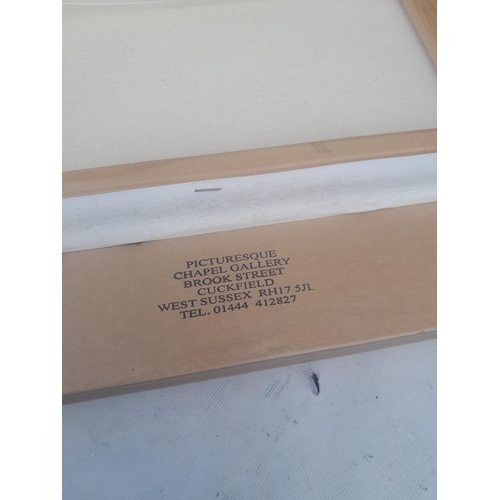 PICTURESQUE
CHAPEL GALLERY
BROOK STREET
CUCKFIELD
WEST SUSSEX RH17 5JL
TEL. 01444 412827